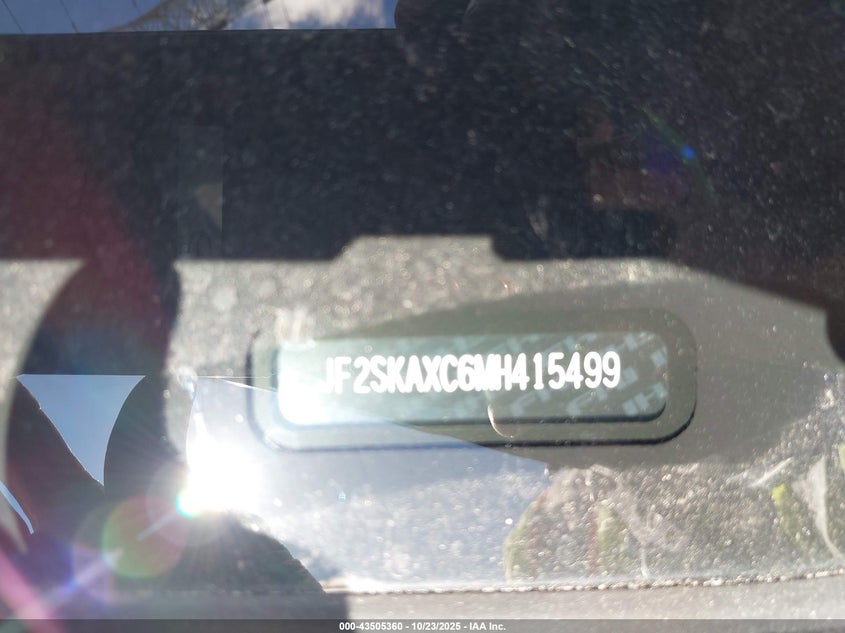 JF2SKAXC6MH415499
000-43505360 - 10/23/2025 - IAA Inc.